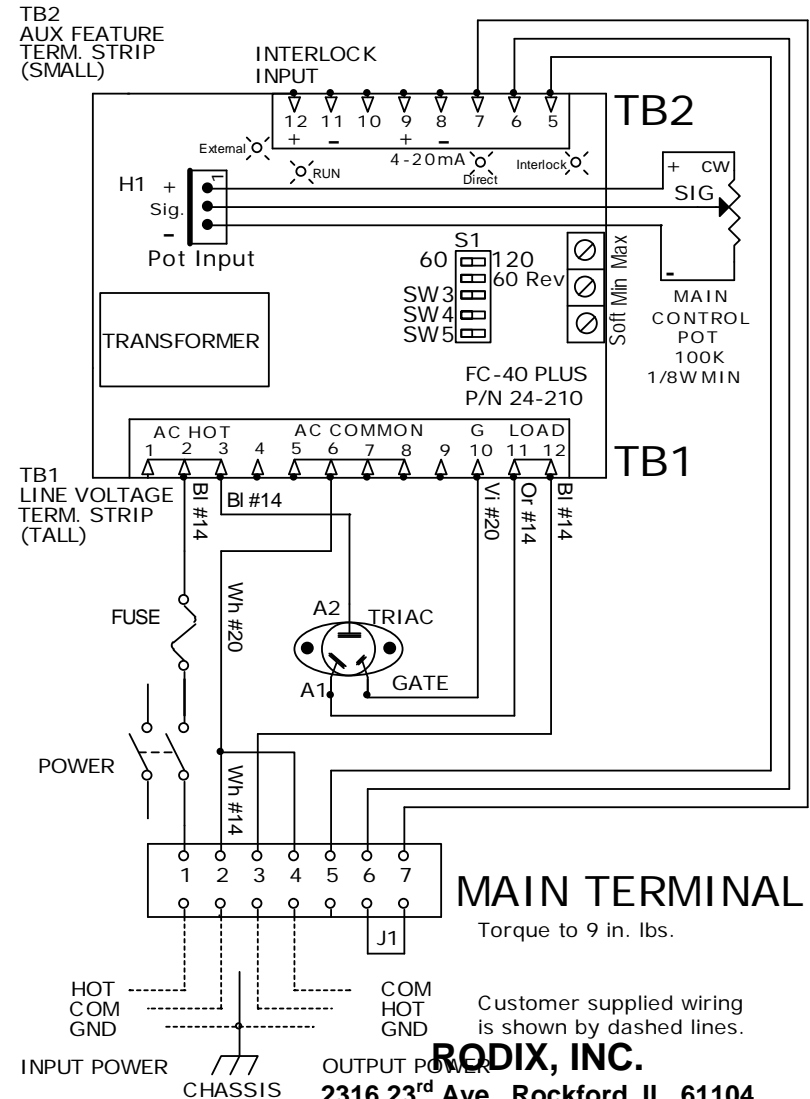 TB2
AUX FEATURE
TERM. STRIP
(SMALL)
INTERLOCK
INPUT
TB2
12 11 10 9 8 7 6 5
+ - + -
4-20mA
External
RUN
Direct
Interlock
H1
+
Sig.
-
1
Pot Input
+ CW
SIG
-
MAIN
CONTROL
POT
100K
1/8W MIN
S1
60 120
60 Rev
SW3
SW4
SW5
Soft Min Max
TRANSFORMER
FC-40 PLUS
P/N 24-210
AC HOT AC COMMON G LOAD
1 2 3 4 5 6 7 8 9 10 11 12
TB1
TB1
LINE VOLTAGE
TERM. STRIP
(TALL)
Bl #14
Bl #14
Vi #20
Or #14
Bl #14
Wh #20
FUSE
A2
TRIAC
A1
GATE
POWER
Wh #14
1 2 3 4 5 6 7
MAIN TERMINAL
Torque to 9 in. lbs.
J1
HOT
COM
GND
COM
HOT
GND
Customer supplied wiring
is shown by dashed lines.
INPUT POWER
CHASSIS
OUTPUT POWER
RODIX, INC.
2316 23rd Ave., Rockford, IL, 61104